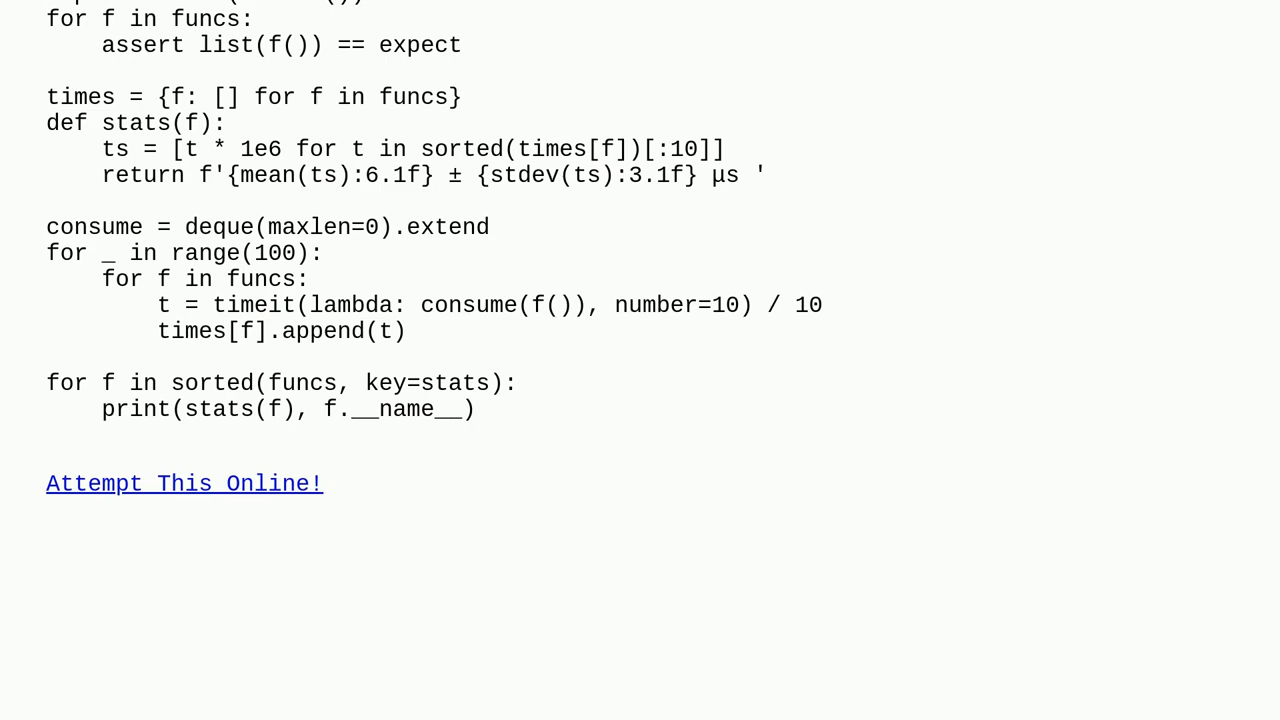 for f in funcs:
    assert list(f()) == expect

times = {f: [] for f in funcs}
def stats(f):
    ts = [t * 1e6 for t in sorted(times[f])[:10]]
    return f'{mean(ts):6.1f} ± {stdev(ts):3.1f} µs '

consume = deque(maxlen=0).extend
for _ in range(100):
    for f in funcs:
        t = timeit(lambda: consume(f()), number=10) / 10
        times[f].append(t)

for f in sorted(funcs, key=stats):
    print(stats(f), f.__name__)

Attempt This Online!